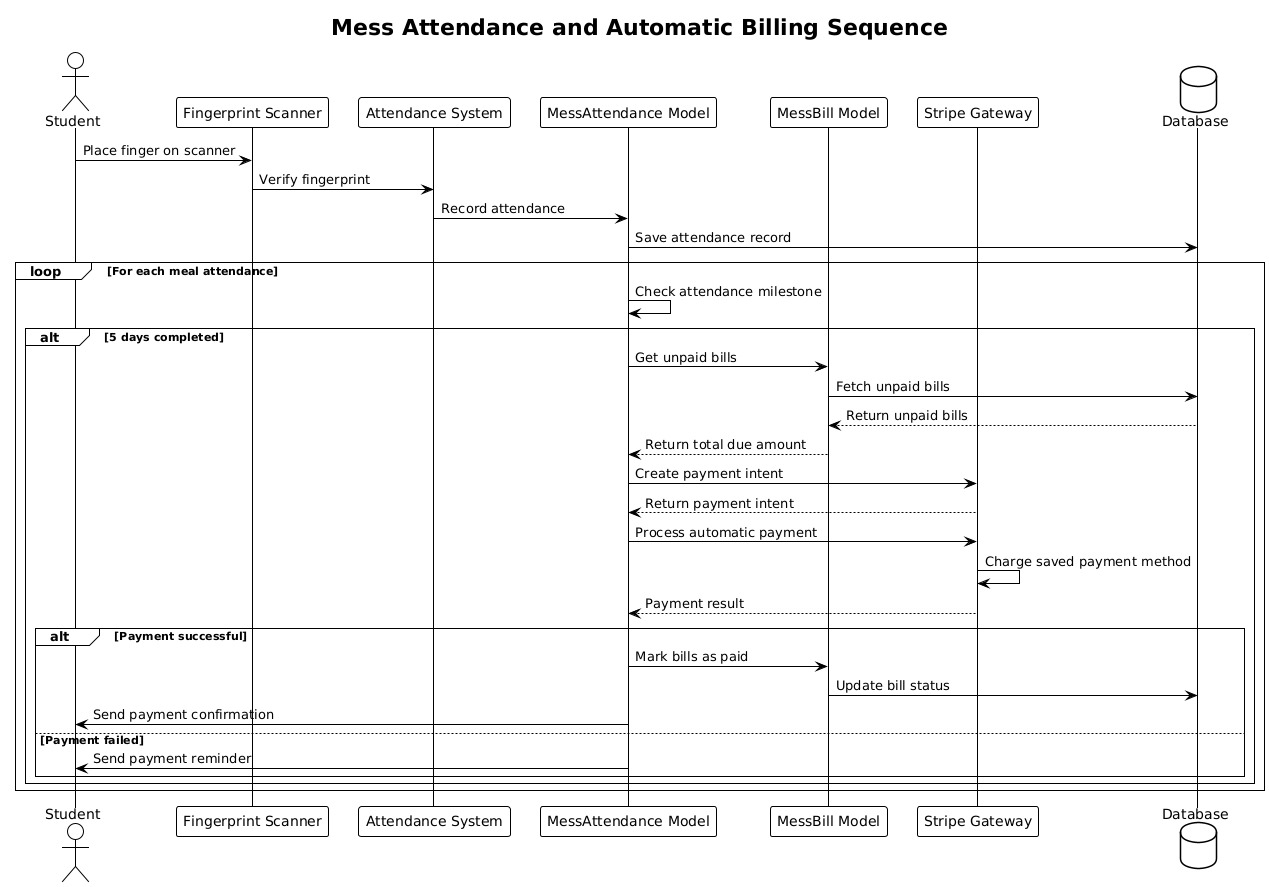 Mess Attendance and Automatic Billing Sequence
Student
Fingerprint Scanner
Attendance System
MessAttendance Model
MessBill Model
Stripe Gateway
Database
Place finger on scanner
Verify fingerprint
Record attendance
Save attendance record
loop [For each meal attendance]
Check attendance milestone
alt [5 days completed]
Get unpaid bills
Fetch unpaid bills
Return unpaid bills
Return total due amount
Create payment intent
Return payment intent
Process automatic payment
Charge saved payment method
Payment result
alt [Payment successful]
Mark bills as paid
Update bill status
Send payment confirmation
[Payment failed]
Send payment reminder
Student
Fingerprint Scanner
Attendance System
MessAttendance Model
MessBill Model
Stripe Gateway
Database